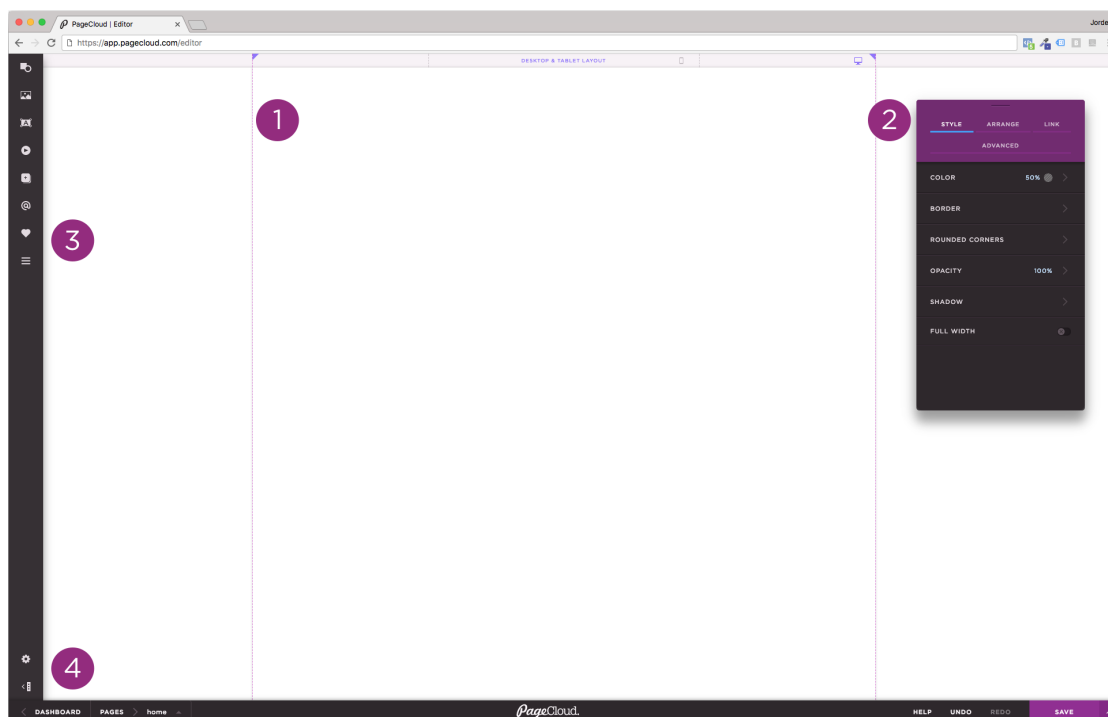 PageCloud | Editor
Jorde
https://app.pagecloud.com/editor
DESKTOP & TABLET LAYOUT
1
2
STYLE ARRANGE LINK
ADVANCED
COLOR 50%
BORDER
ROUNDED CORNERS
OPACITY 100%
SHADOW
FULL WIDTH
3
4
DASHBOARD PAGES home PageCloud. HELP UNDO REDO SAVE